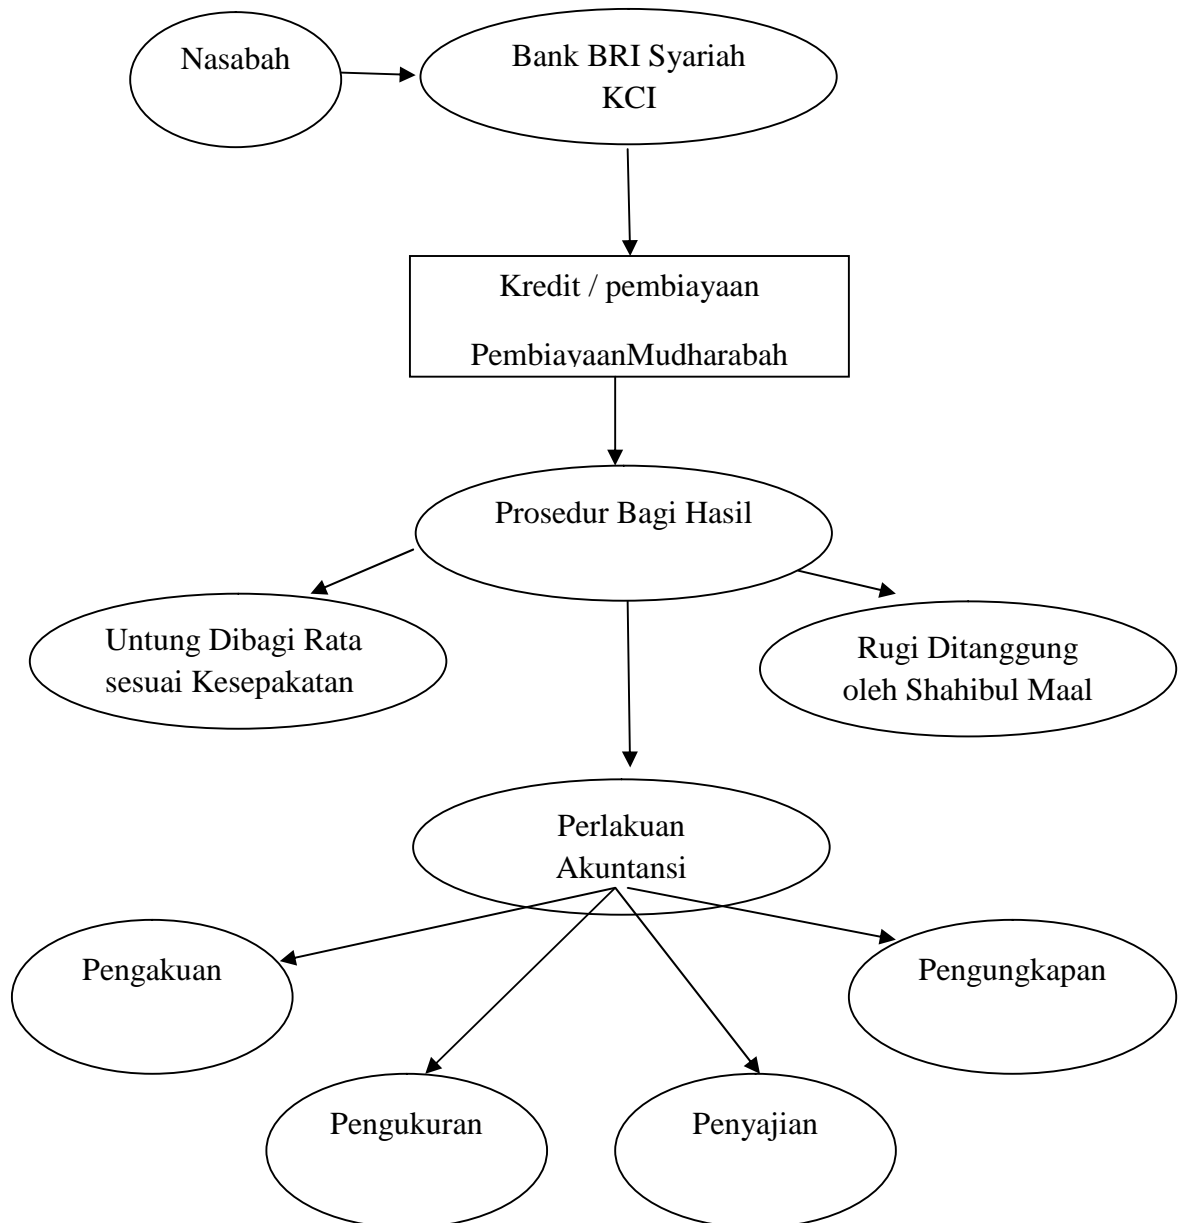 Nasabah
Bank BRI Syariah
KCI
Kredit / pembiayaan
PembiayaanMudharabah
Prosedur Bagi Hasil
Untung Dibagi Rata
sesuai Kesepakatan
Rugi Ditanggung
oleh Shahibul Maal
Perlakuan
Akuntansi
Pengakuan
Pengungkapan
Pengukuran
Penyajian